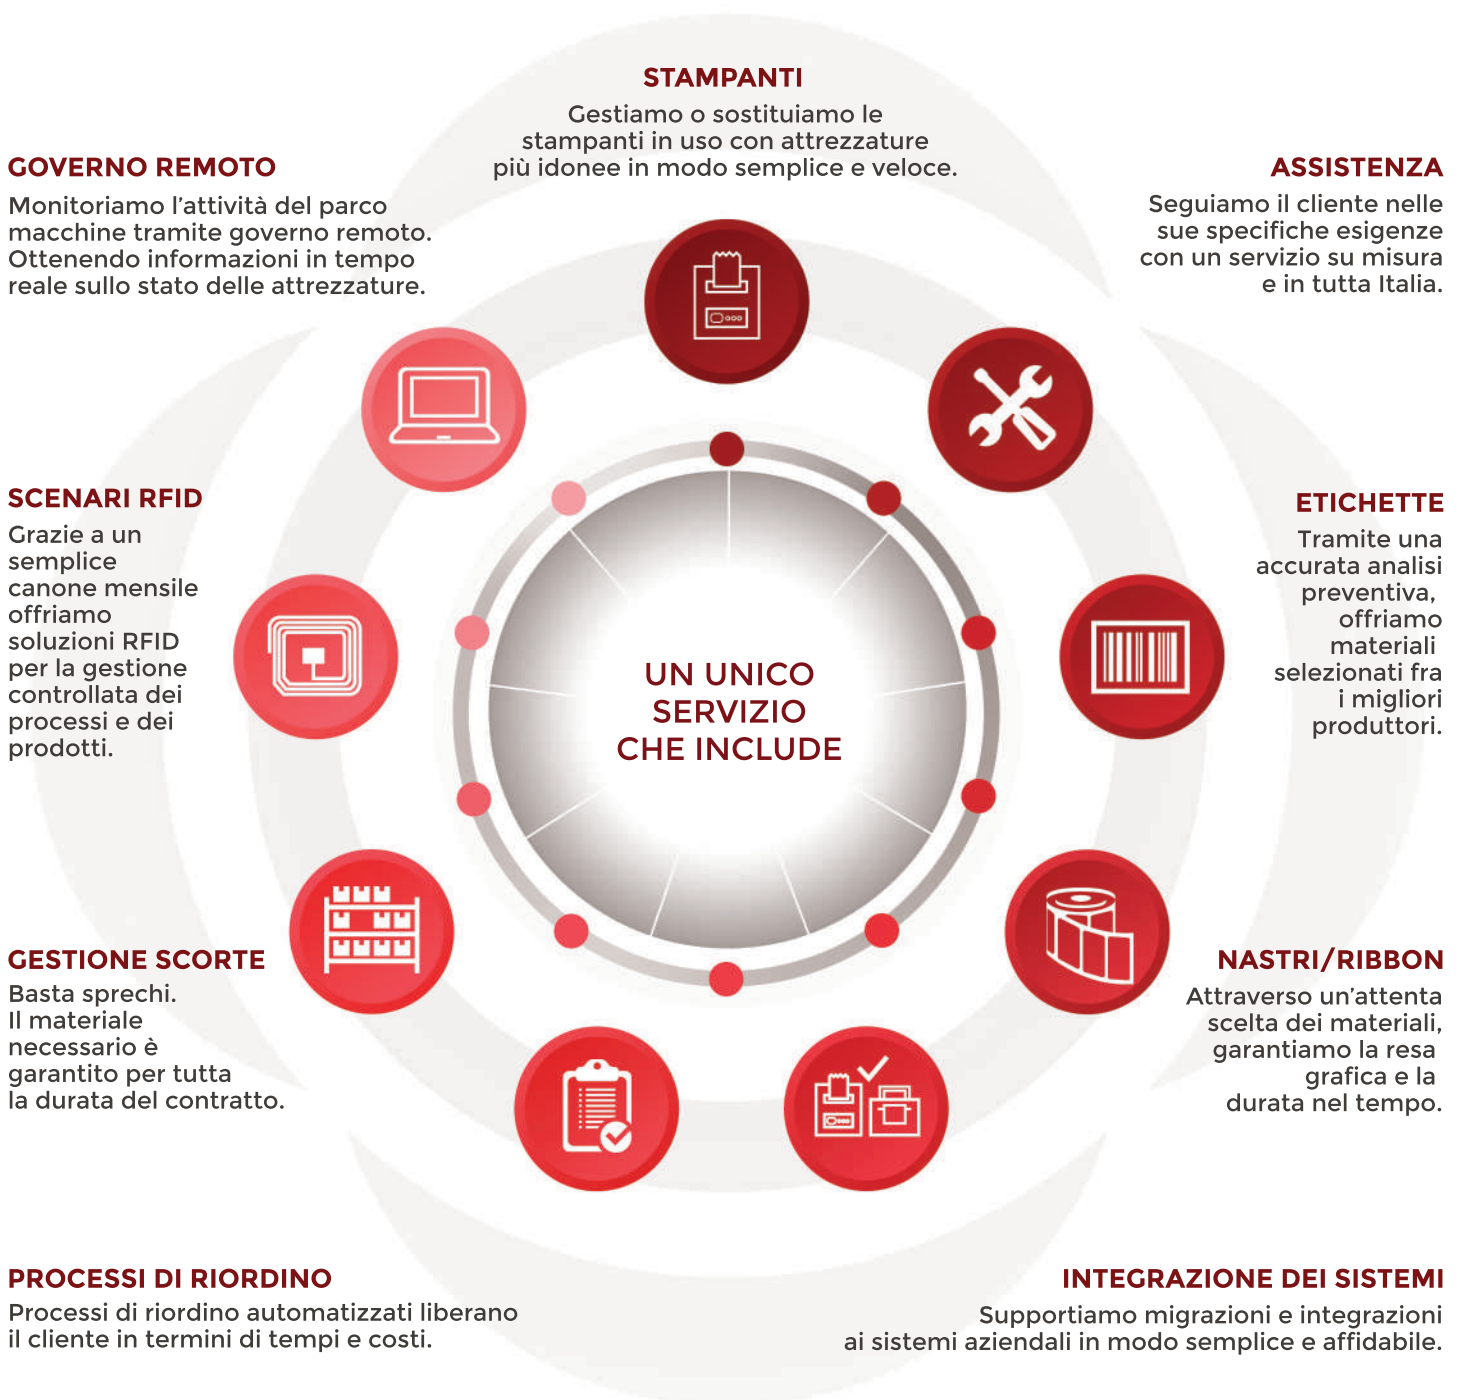 STAMPANTI
Gestiamo o sostituiamo le
stampanti in uso con attrezzature
più idonee in modo semplice e veloce.
GOVERNO REMOTO
Monitoriamo l'attività del parco
macchine tramite governo remoto.
Ottenendo informazioni in tempo
reale sullo stato delle attrezzature.
ASSISTENZA
Seguiamo il cliente nelle
sue specifiche esigenze
con un servizio su misura
e in tutta Italia.
SCENARI RFID
Grazie a un
semplice
canone mensile
offriamo
soluzioni RFID
per la gestione
controllata dei
processi e dei
prodotti.
ETICHETTE
Tramite una
accurata analisi
preventiva,
offriamo
materiali
selezionati fra
i migliori
produttori.
UN UNICO
SERVIZIO
CHE INCLUDE
GESTIONE SCORTE
Basta sprechi.
Il materiale
necessario è
garantito per tutta
la durata del contratto.
NASTRI/RIBBON
Attraverso un'attenta
scelta dei materiali,
garantiamo la resa
grafica e la
durata nel tempo.
PROCESSI DI RIORDINO
Processi di riordino automatizzati liberano
il cliente in termini di tempi e costi.
INTEGRAZIONE DEI SISTEMI
Supportiamo migrazioni e integrazioni
ai sistemi aziendali in modo semplice e affidabile.